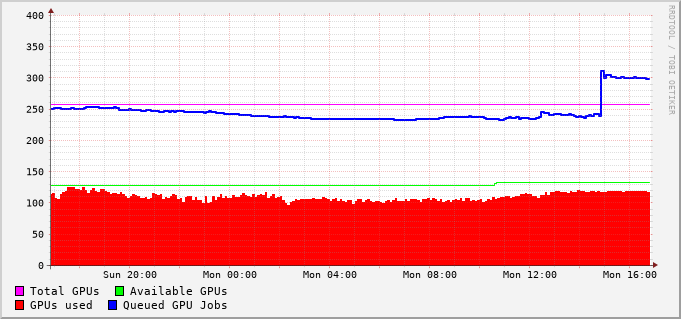 400
350
300
250
200
150
100
50
0
Sun 20:00 Mon 00:00 Mon 04:00 Mon 08:00 Mon 12:00 Mon 16:00
Total GPUs Available GPUs
GPUs used Queued GPU Jobs
RRDTOOL / TOBI OETIKER